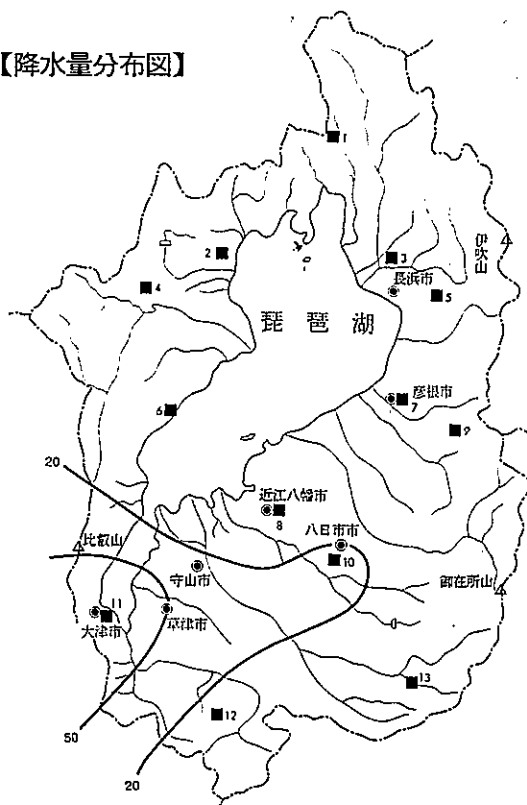 【降水量分布図】
1
伊吹山
2
3
長浜市
4
5
琵琶湖
彦根市
7
6
9
20
近江八幡市
8
八日市市
比叡山
守山市
10
御在所山
11
大津市
草津市
13
12
50
20